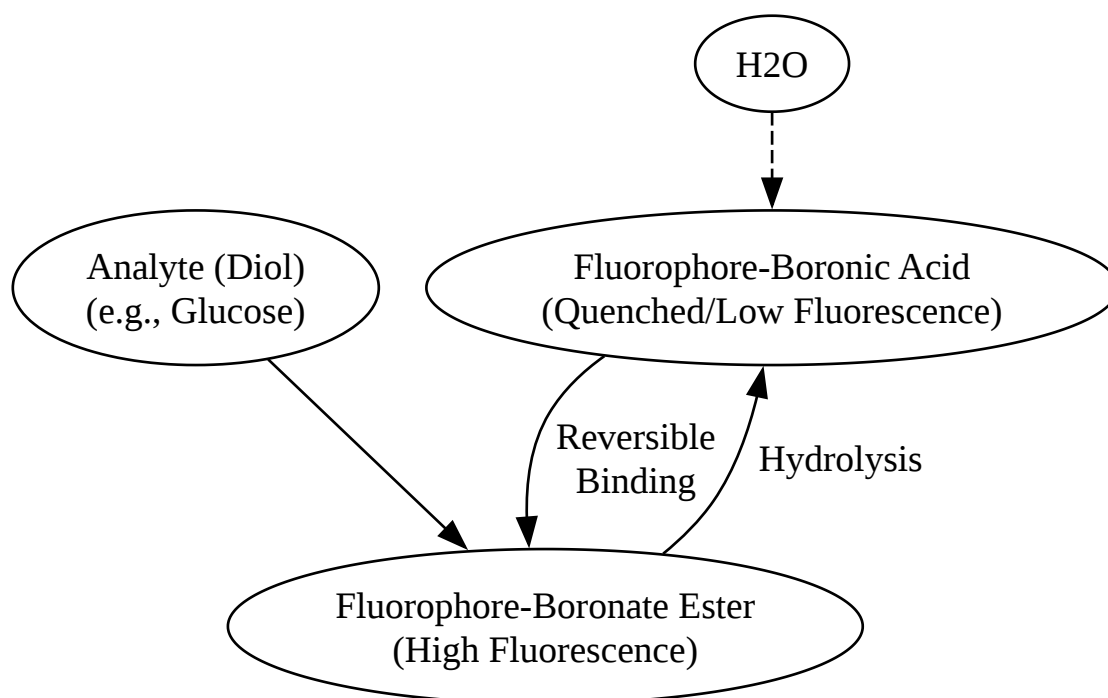 H2O
Analyte (Diol)
(e.g., Glucose)
Fluorophore-Boronic Acid
(Quenched/Low Fluorescence)
Reversible
Binding
Hydrolysis
Fluorophore-Boronate Ester
(High Fluorescence)